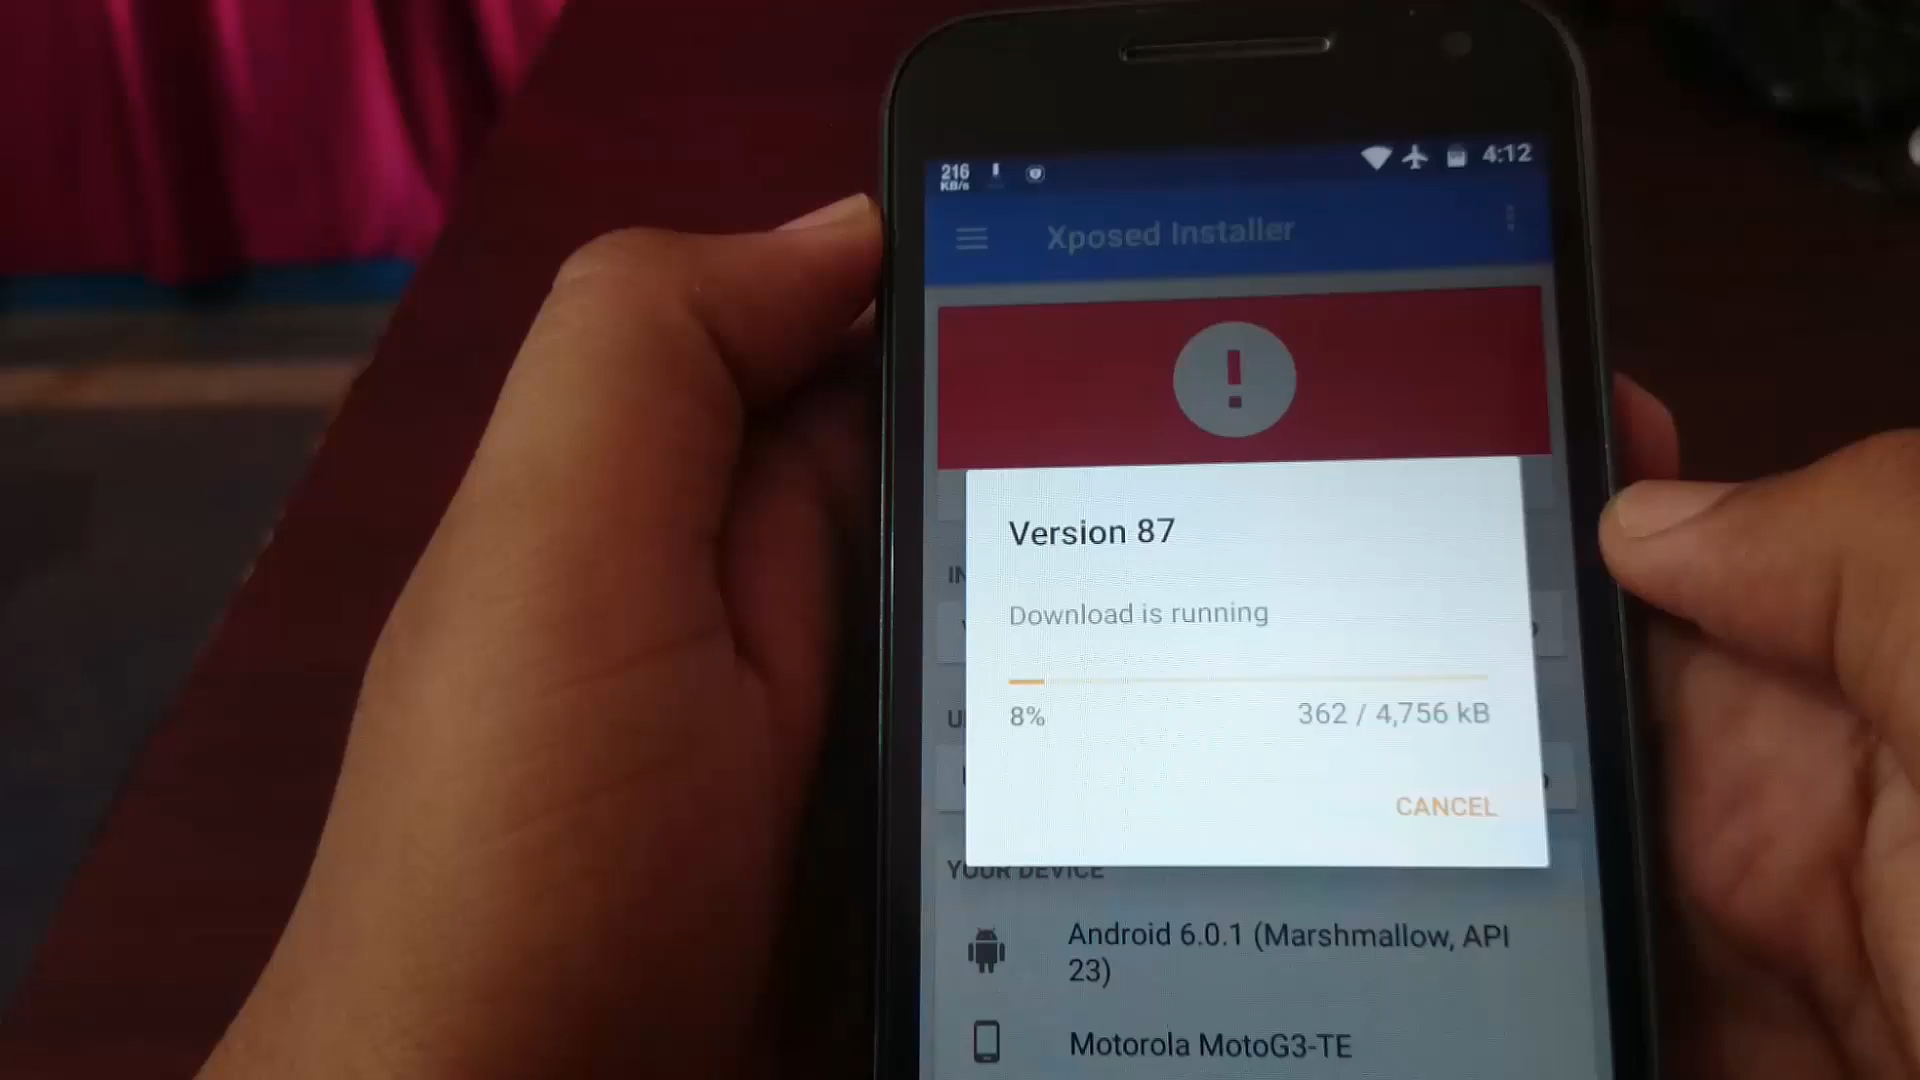 216
KB/s
4:12
Xposed Installer
Version 87
Download is running
8%
362 / 4,756 kB
CANCEL
YOUR DEVICE
Android 6.0.1 (Marshmallow, API
23)
Motorola MotoG3-TE